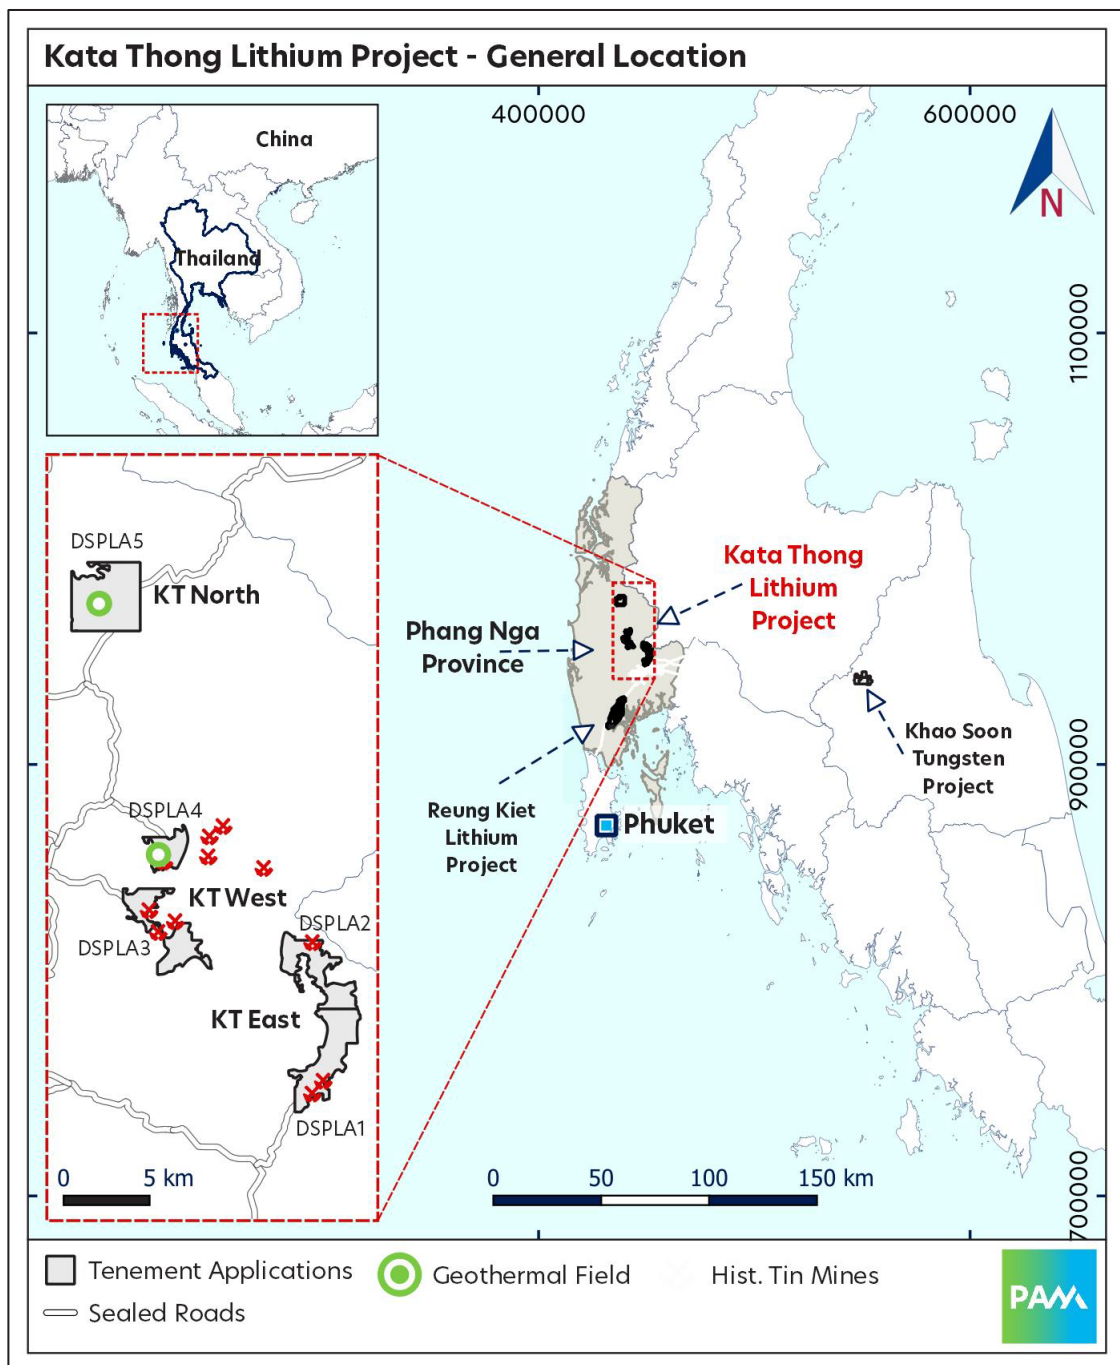 Kata Thong Lithium Project - General Location
400000
600000
China
Thailand
N
1100000
DSPLA5
KT North
Kata Thong
Lithium
Project
Phang Nga
Province
Khao Soon
Tungsten
Project
900000
Reung Kiet
Lithium
Project
Phuket
DSPLA4
KT West
DSPLA3
DSPLA2
KT East
DSPLA1
0 5 km
0 50 100 150 km
700000
Tenement Applications
Geothermal Field
Hist. Tin Mines
Sealed Roads
PAM